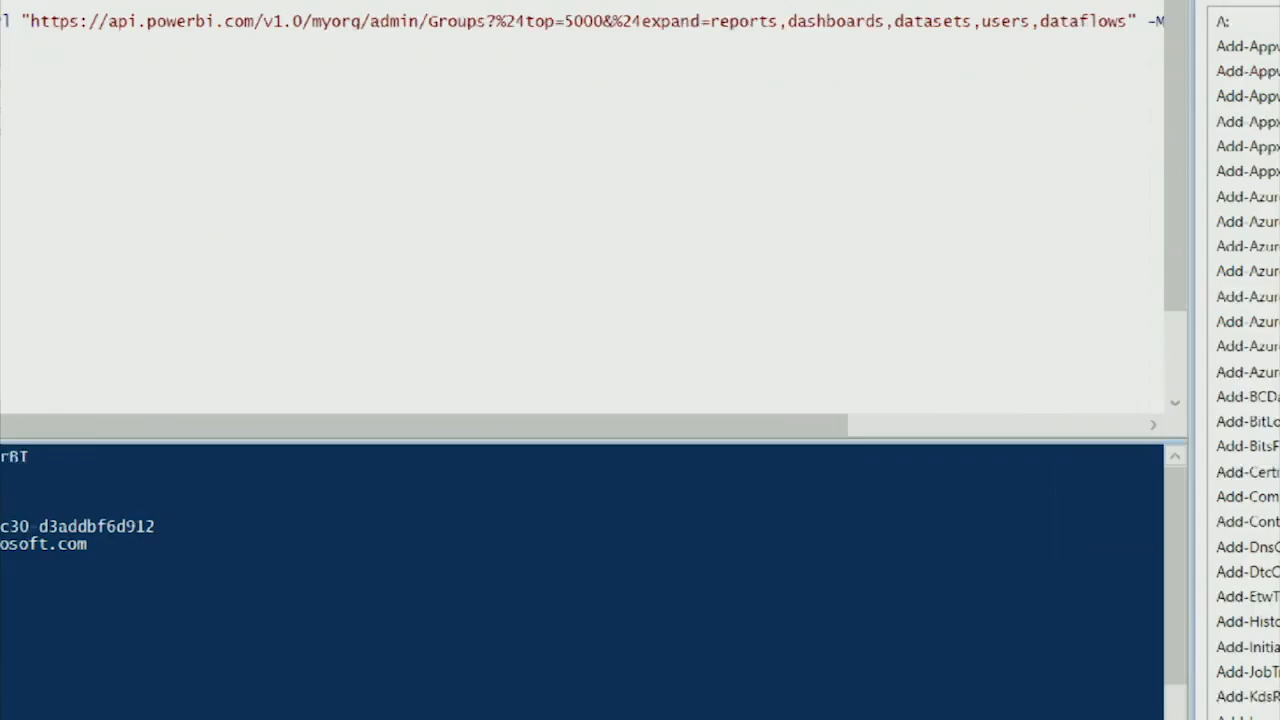 l "https://api.powerbi.com/v1.0/myorg/admin/Groups?%24top=5000&%24expand=reports,dashboards,datasets,users,dataflows" -M
rBI
c30-d3addbf6d912
osoft.com
A:
Add-Appv
Add-Appv
Add-Appv
Add-Appx
Add-Appx
Add-Appx
Add-Azur
Add-Azur
Add-Azur
Add-Azur
Add-Azur
Add-Azur
Add-Azur
Add-Azur
Add-BCDa
Add-BitLo
Add-BitsF
Add-Certi
Add-Com
Add-Cont
Add-DnsC
Add-DtcC
Add-EtwT
Add-Histo
Add-Initia
Add-JobTr
Add-KdsR